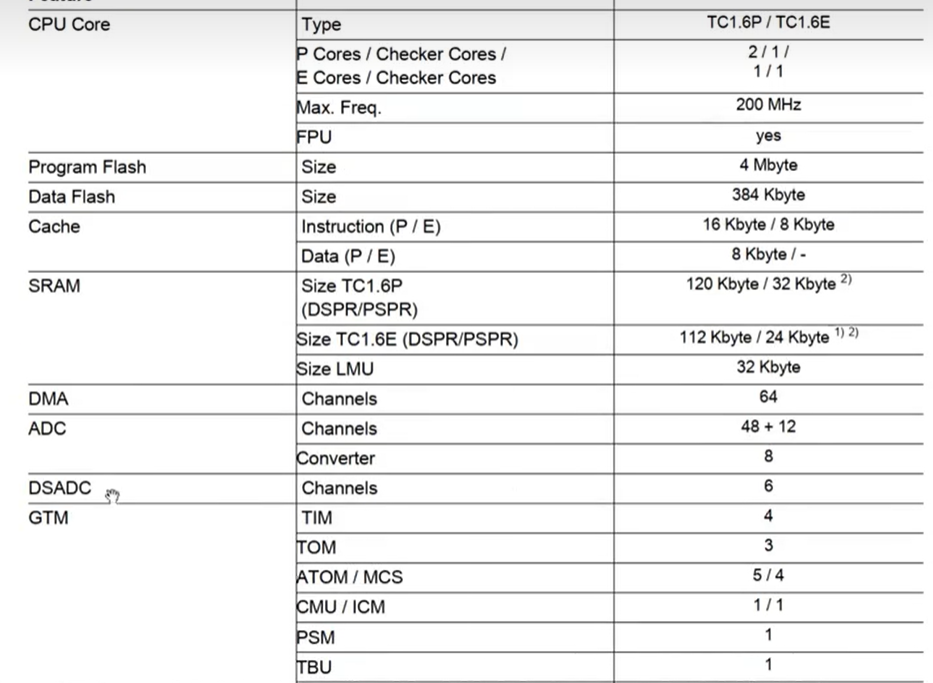 Feature
CPU Core Type TC1.6P / TC1.6E
P Cores / Checker Cores / 2 / 1 /
E Cores / Checker Cores 1 / 1
Max. Freq. 200 MHz
FPU yes
Program Flash Size 4 Mbyte
Data Flash Size 384 Kbyte
Cache Instruction (P / E) 16 Kbyte / 8 Kbyte
Data (P / E) 8 Kbyte / -
SRAM Size TC1.6P 120 Kbyte / 32 Kbyte 2)
(DSPR/PSPR)
Size TC1.6E (DSPR/PSPR) 112 Kbyte / 24 Kbyte 1) 2)
Size LMU 32 Kbyte
DMA Channels 64
ADC Channels 48 + 12
Converter 8
DSADC Channels 6
GTM TIM 4
TOM 3
ATOM / MCS 5 / 4
CMU / ICM 1 / 1
PSM 1
TBU 1